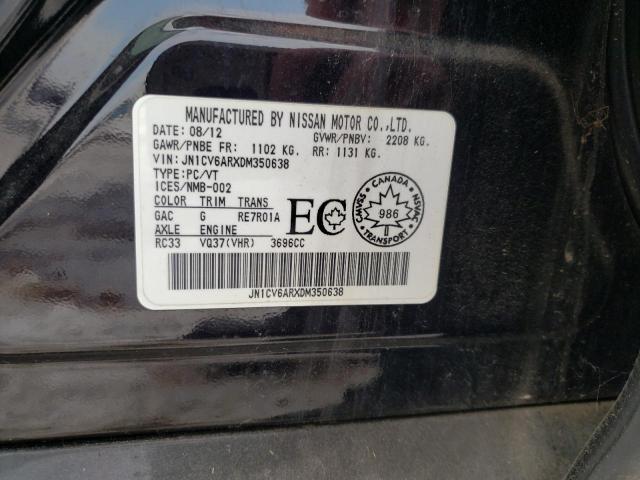 MANUFACTURED BY NISSAN MOTOR CO.,LTD.
DATE: 08/12 GVWR/PNBV: 2208 KG.
GAWR/PNBE FR: 1102 KG. RR: 1131 KG.
VIN: JN1CV6ARXDM350638
TYPE: PC/VT
ICES/NMB-002
COLOR TRIM TRANS
GAC G RE7R01A
AXLE ENGINE
RC33 VQ37(VHR) 3696CC
EC
CANADA
CMVSS 986 NSVAC
TRANSPORT
JN1CV6ARXDM350638